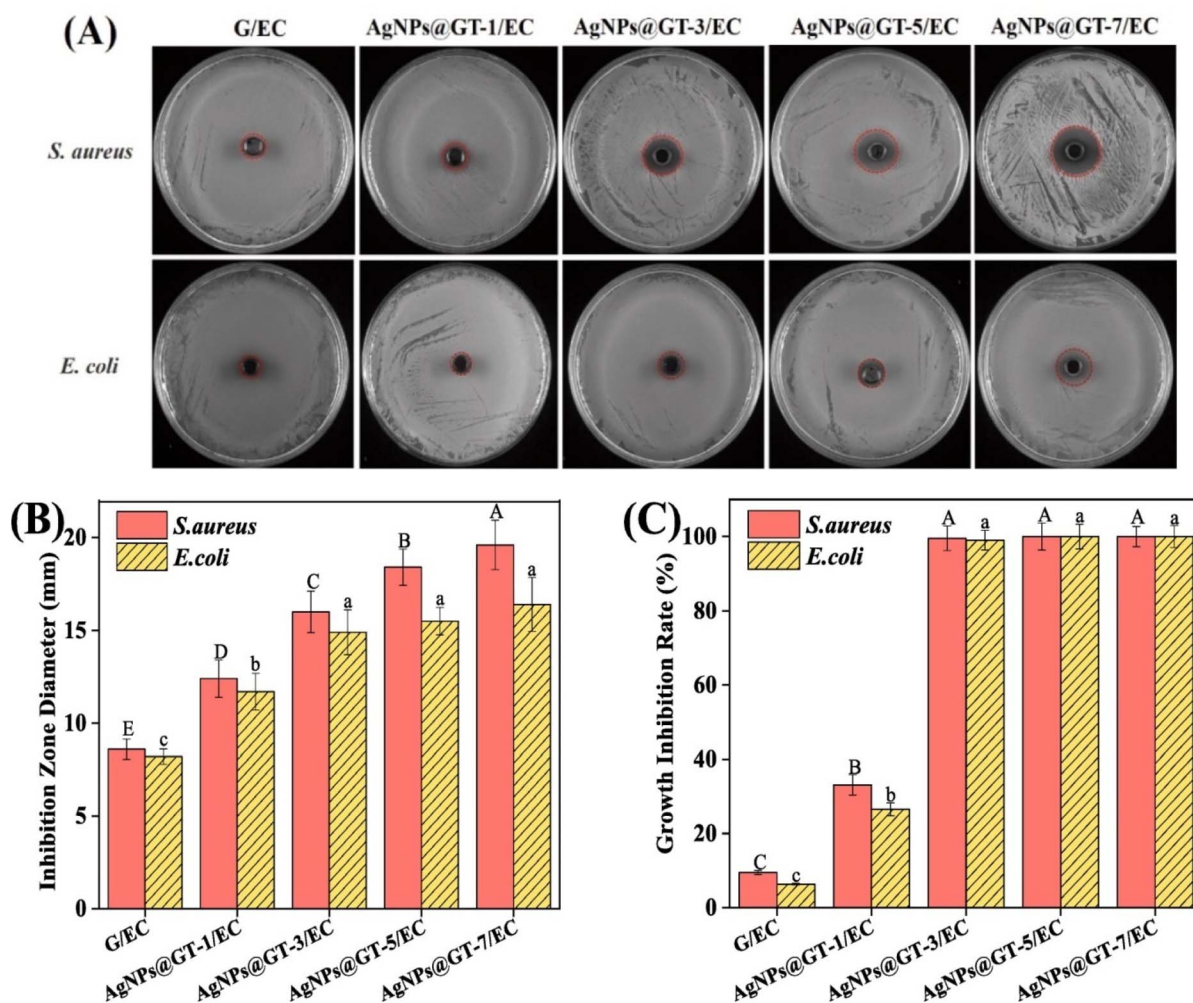 (A)
G/EC AgNPs@GT-1/EC AgNPs@GT-3/EC AgNPs@GT-5/EC AgNPs@GT-7/EC
S. aureus
E. coli
(B)
S.aureus
E.coli
Inhibition Zone Diameter (mm)
20
15
10
5
0
E c D b C a B a A a
G/EC
AgNPs@GT-1/EC
AgNPs@GT-3/EC
AgNPs@GT-5/EC
AgNPs@GT-7/EC
(C)
S.aureus
E.coli
Growth Inhibition Rate (%)
100
80
60
40
20
0
C c B b A a A a A a
G/EC
AgNPs@GT-1/EC
AgNPs@GT-3/EC
AgNPs@GT-5/EC
AgNPs@GT-7/EC